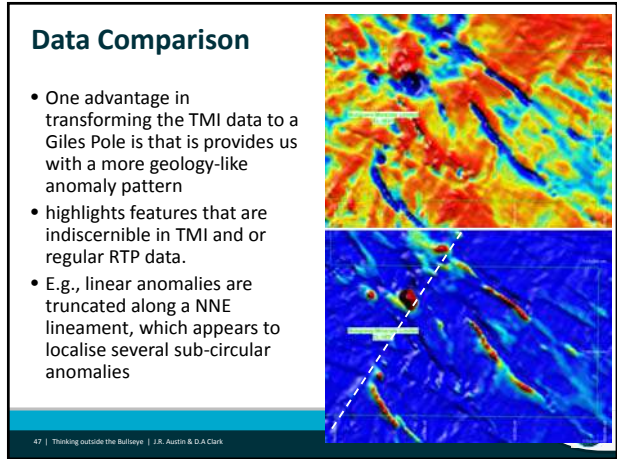 Data Comparison
• One advantage in
transforming the TMI data to a
Giles Pole is that is provides us
with a more geology-like
anomaly pattern
• highlights features that are
indiscernible in TMI and or
regular RTP data.
• E.g., linear anomalies are
truncated along a NNE
lineament, which appears to
localise several sub-circular
anomalies
47 | Thinking outside the Bullseye | J.R. Austin & D.A Clark